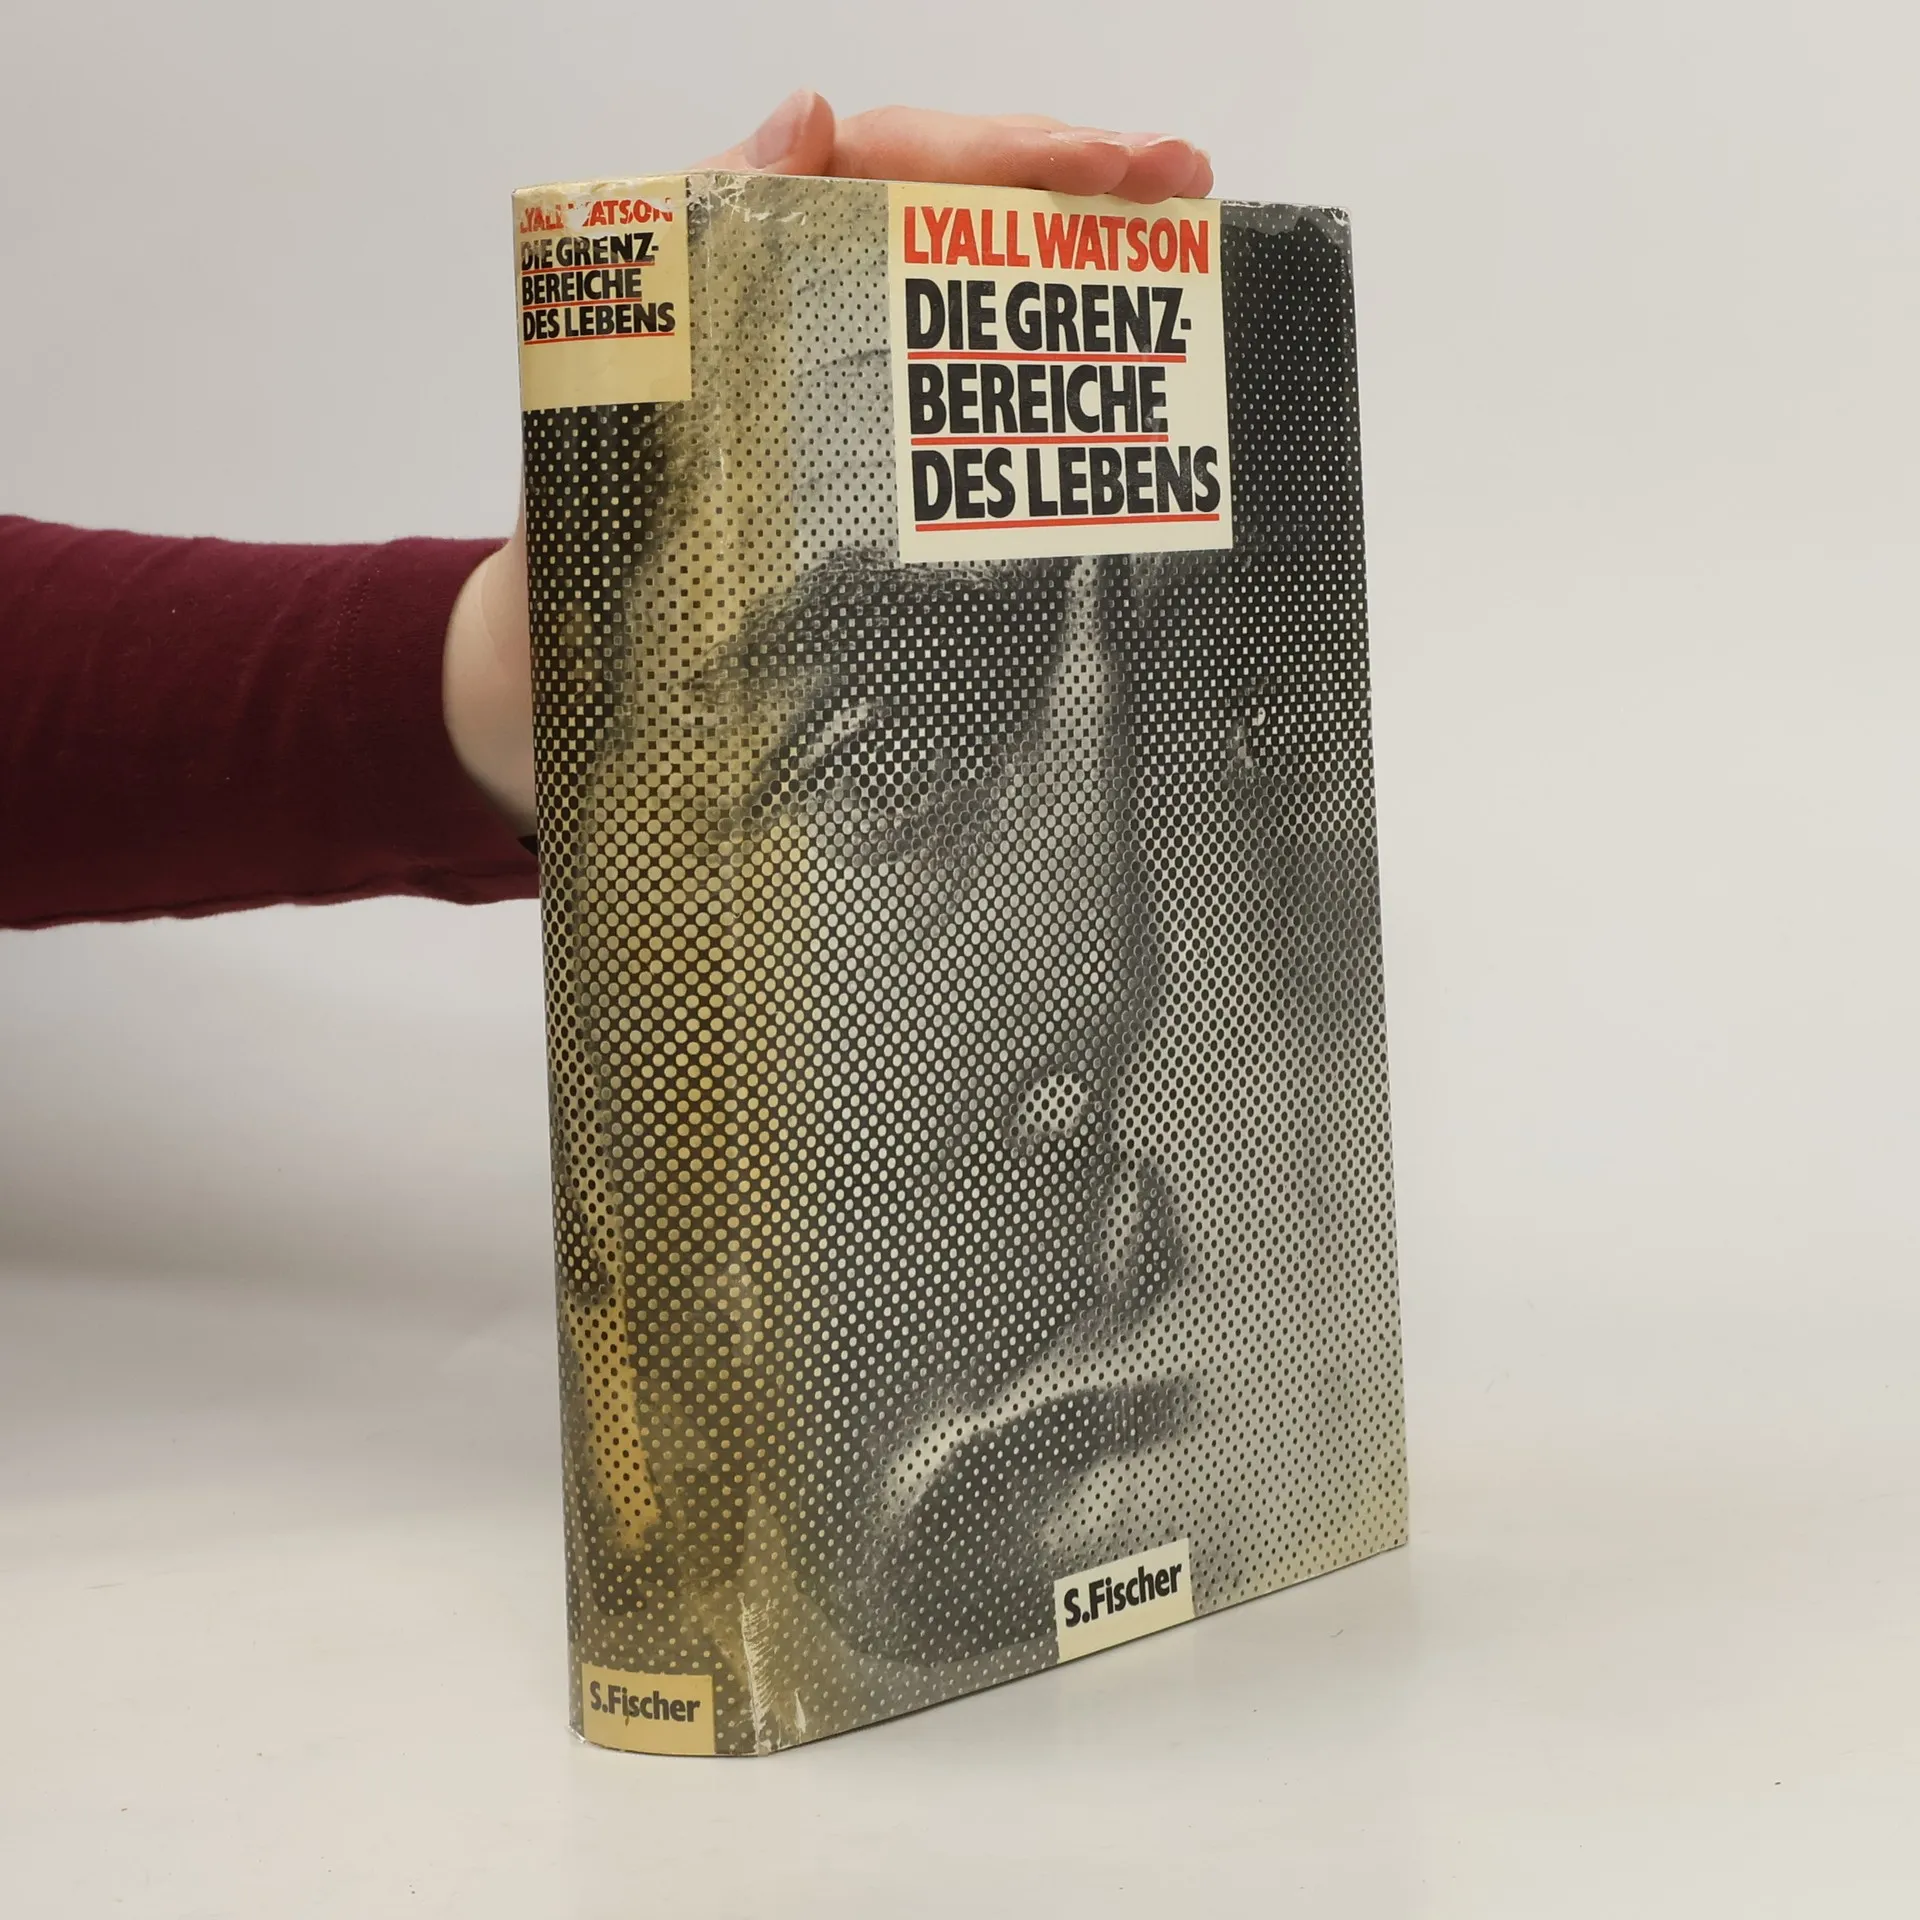 LYALL WATSON
DIE GRENZ-
BEREICHE
DES LEBENS
S.Fischer
LYALL WATSON
DIE GRENZ-
BEREICHE
DES LEBENS
S.Fischer